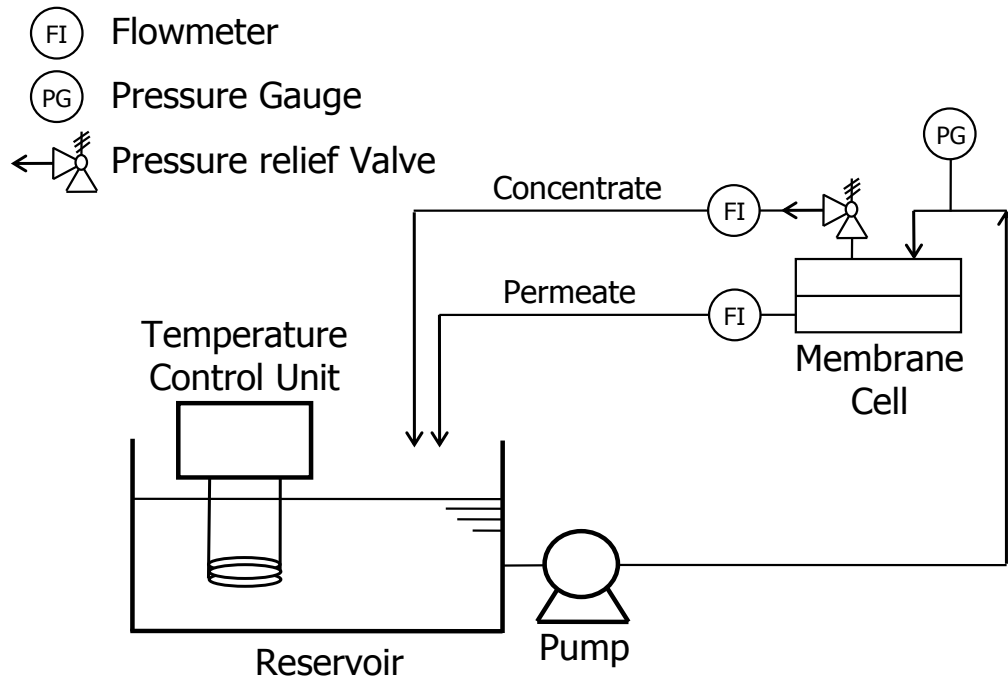 FI Flowmeter
PG Pressure Gauge
Pressure relief Valve
PG
Concentrate
FI
Permeate
FI
Membrane
Cell
Temperature
Control Unit
Pump
Reservoir